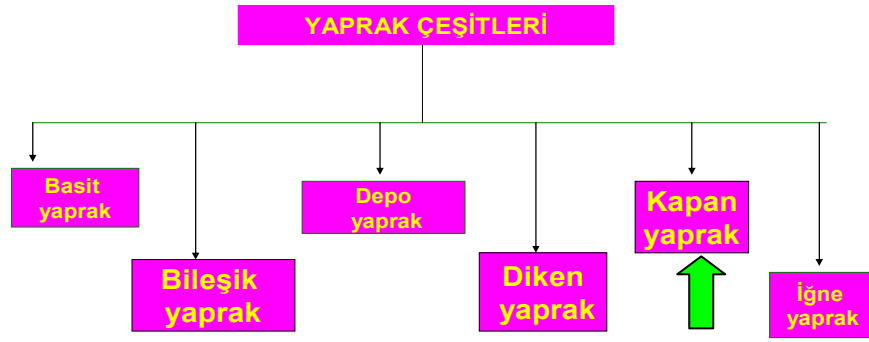 YAPRAK ÇEŞİTLERİ
Basit
yaprak
Bileşik
yaprak
Depo
yaprak
Diken
yaprak
Kapan
yaprak
İğne
yaprak